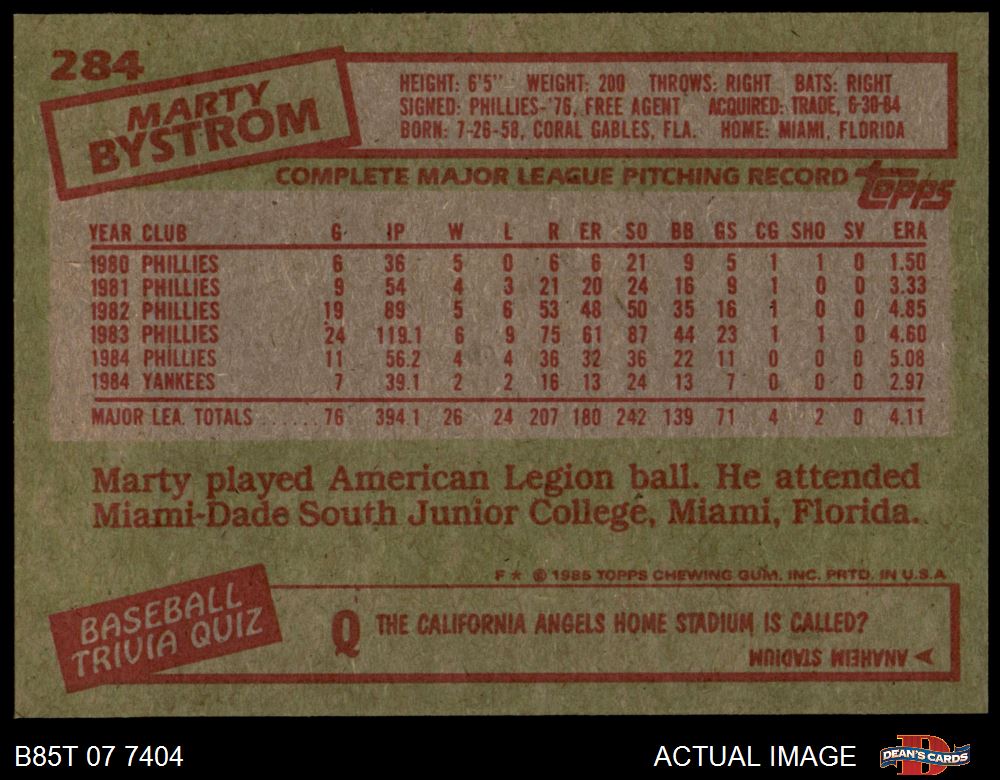 284
MARTY
BYSTROM
HEIGHT: 6'5" WEIGHT: 200 THROWS: RIGHT BATS: RIGHT
SIGNED: PHILLIES-'76, FREE AGENT ACQUIRED: TRADE, 6-30-84
BORN: 7-26-58, CORAL GABLES, FLA. HOME: MIAMI, FLORIDA
COMPLETE MAJOR LEAGUE PITCHING RECORD topps
YEAR CLUB G IP W L R ER SO BB GS CG SHO SV ERA
1980 PHILLIES 6 36 5 0 6 6 21 9 5 1 1 0 1.50
1981 PHILLIES 9 54 4 3 21 20 24 16 9 1 0 0 3.33
1982 PHILLIES 19 89 5 6 53 48 50 35 16 1 0 0 4.85
1983 PHILLIES 24 119.1 6 9 75 61 87 44 23 1 1 0 4.60
1984 PHILLIES 11 56.2 4 4 36 32 36 22 11 0 0 0 5.08
1984 YANKEES 7 39.1 2 2 16 13 24 13 7 0 0 0 2.97
MAJOR LEA. TOTALS ...... 76 394.1 26 24 207 180 242 139 71 4 2 0 4.11
Marty played American Legion ball. He attended
Miami-Dade South Junior College, Miami, Florida.
F★ © 1985 TOPPS CHEWING GUM, INC. PRTD. IN U.S.A
BASEBALL
TRIVIA QUIZ
Q THE CALIFORNIA ANGELS HOME STADIUM IS CALLED?
ANAHEIM STADIUM
B85T 07 7404
ACTUAL IMAGE
D
DEAN'S CARDS